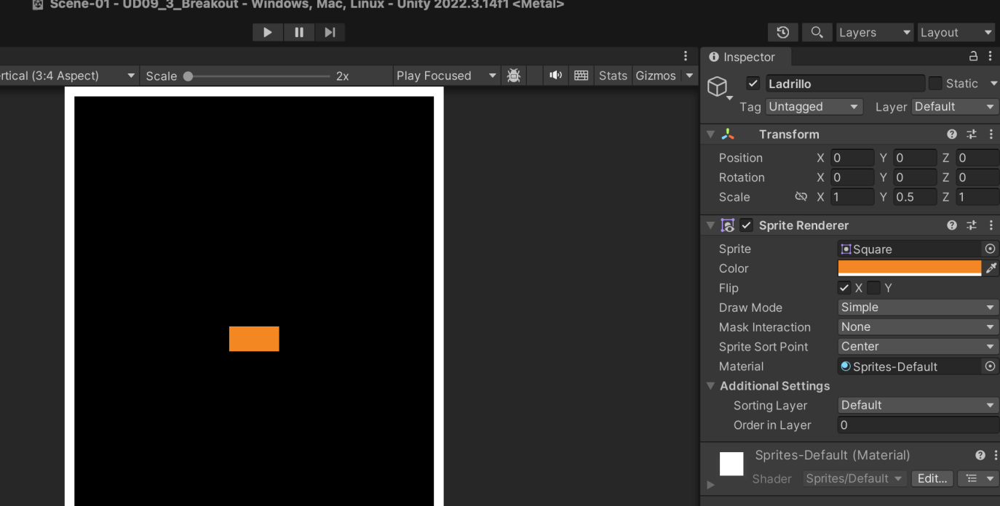 Scene-01 - UD09_3_Breakout - Windows, Mac, Linux - Unity 2022.3.14f1 <Metal>
Layers
Layout
Inspector
rtical (3:4 Aspect)
Scale
2x
Play Focused
Stats
Gizmos
Ladrillo
Static
Tag Untagged
Layer Default
Transform
Position X 0 Y 0 Z 0
Rotation X 0 Y 0 Z 0
Scale X 1 Y 0.5 Z 1
Sprite Renderer
Sprite Square
Color
Flip X Y
Draw Mode Simple
Mask Interaction None
Sprite Sort Point Center
Material Sprites-Default
Additional Settings
Sorting Layer Default
Order in Layer 0
Sprites-Default (Material)
Shader Sprites/Default Edit...